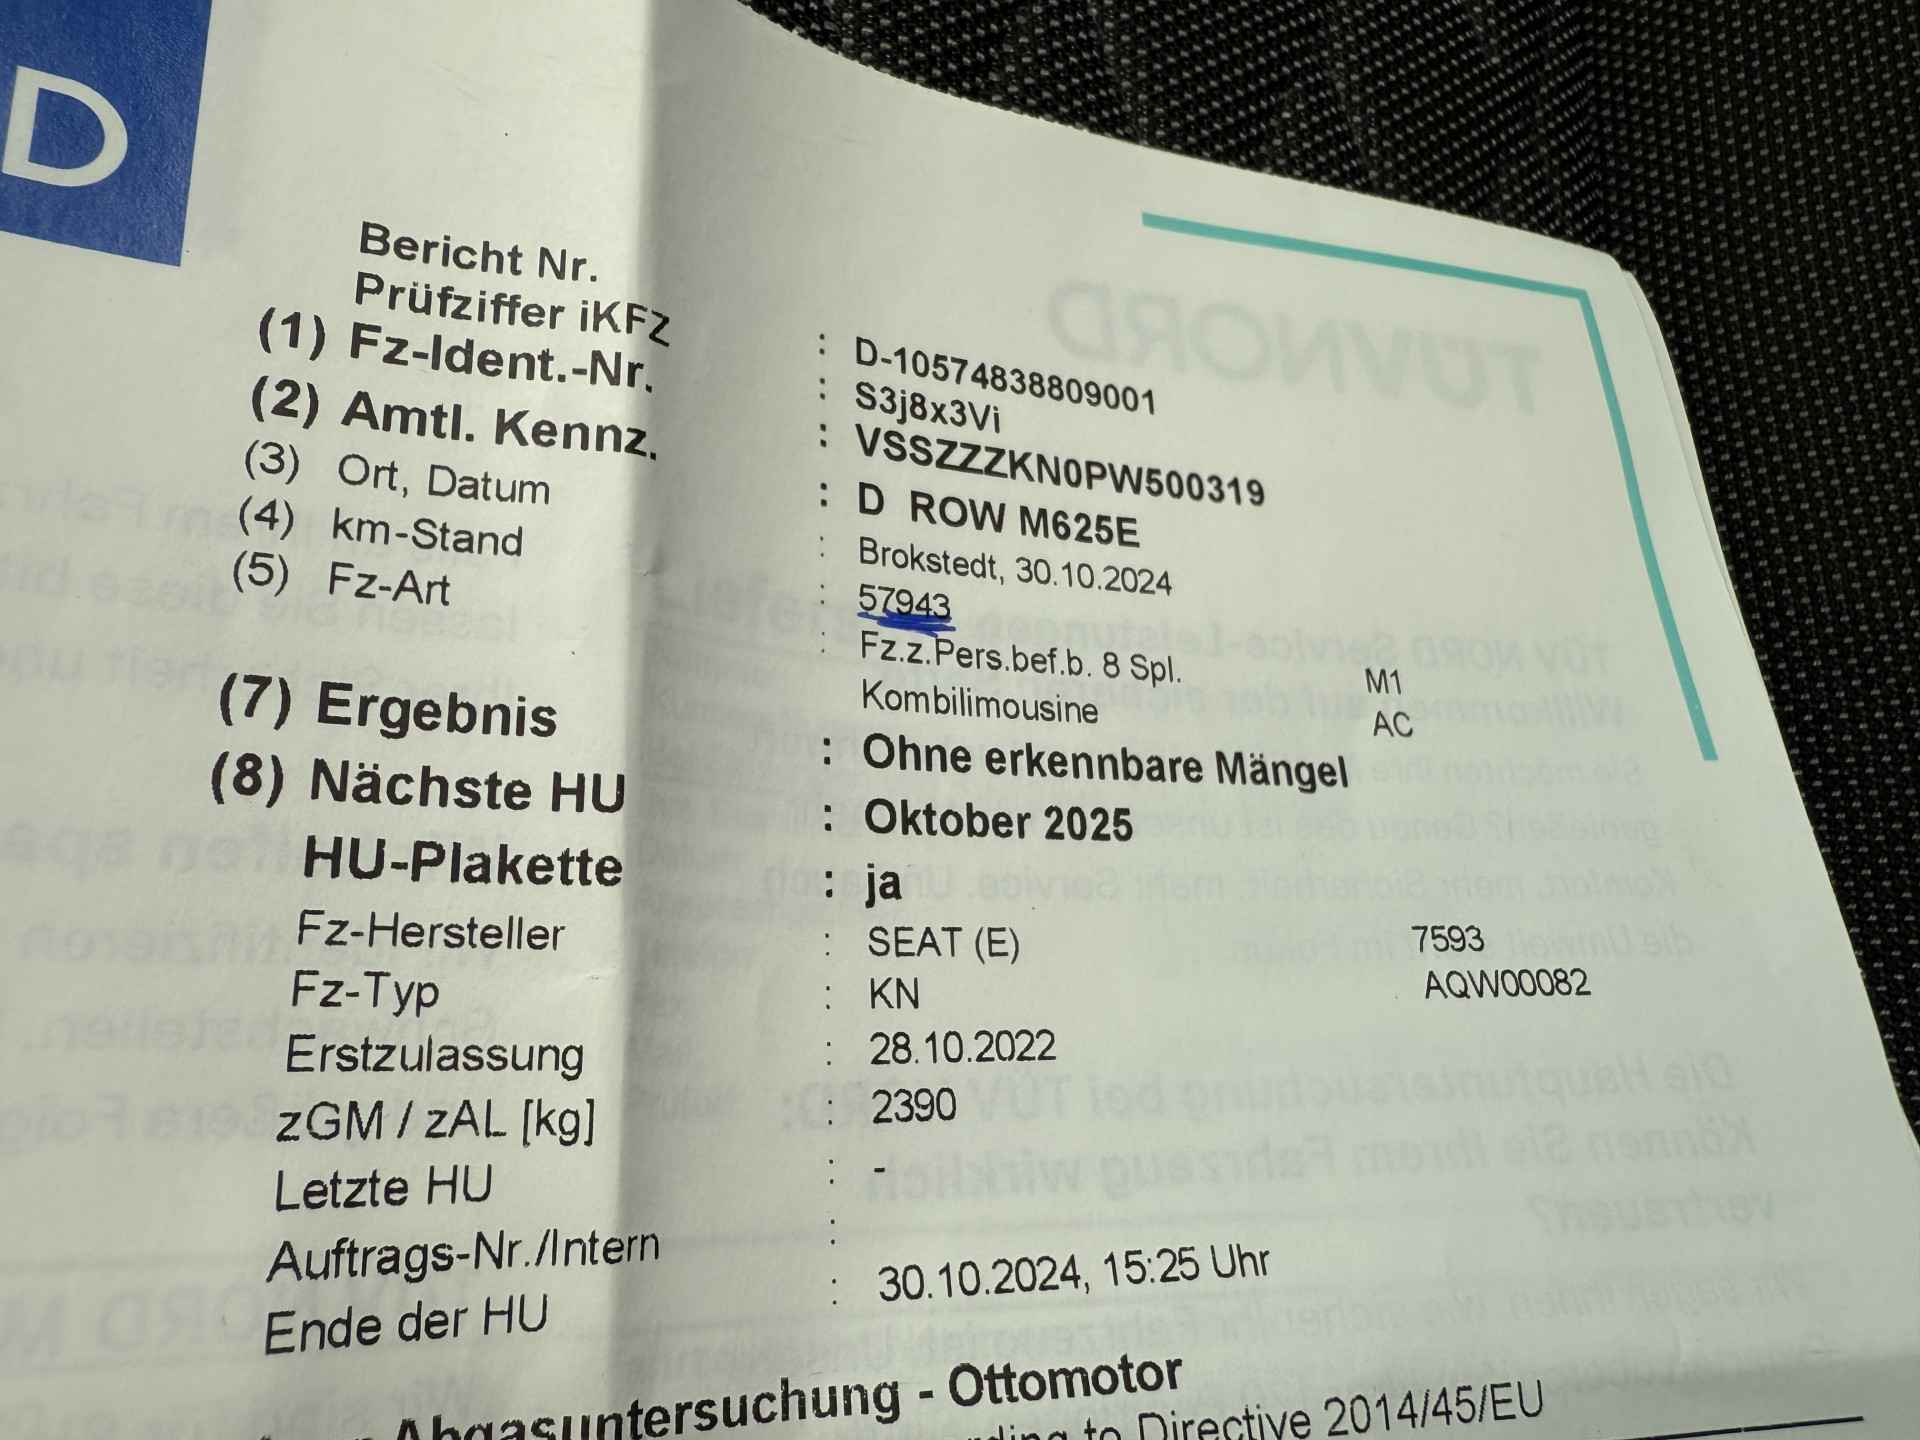 D
Bericht Nr. : D-10574838809001
Prüfziffer iKFZ : S3j8x3Vi
(1) Fz-Ident.-Nr. : VSSZZZKN0PW500319
(2) Amtl. Kennz. : D ROW M625E
(3) Ort, Datum : Brokstedt, 30.10.2024
(4) km-Stand : 57943
(5) Fz-Art : Fz.z.Pers.bef.b. 8 Spl. M1
Kombilimousine AC
(7) Ergebnis : Ohne erkennbare Mängel
(8) Nächste HU : Oktober 2025
HU-Plakette : ja
Fz-Hersteller : SEAT (E) 7593
Fz-Typ : KN AQW00082
Erstzulassung : 28.10.2022
zGM / zAL [kg] : 2390
Letzte HU : -
Auftrags-Nr./Intern :
Ende der HU : 30.10.2024, 15:25 Uhr
Abgasuntersuchung - Ottomotor
to Directive 2014/45/EU